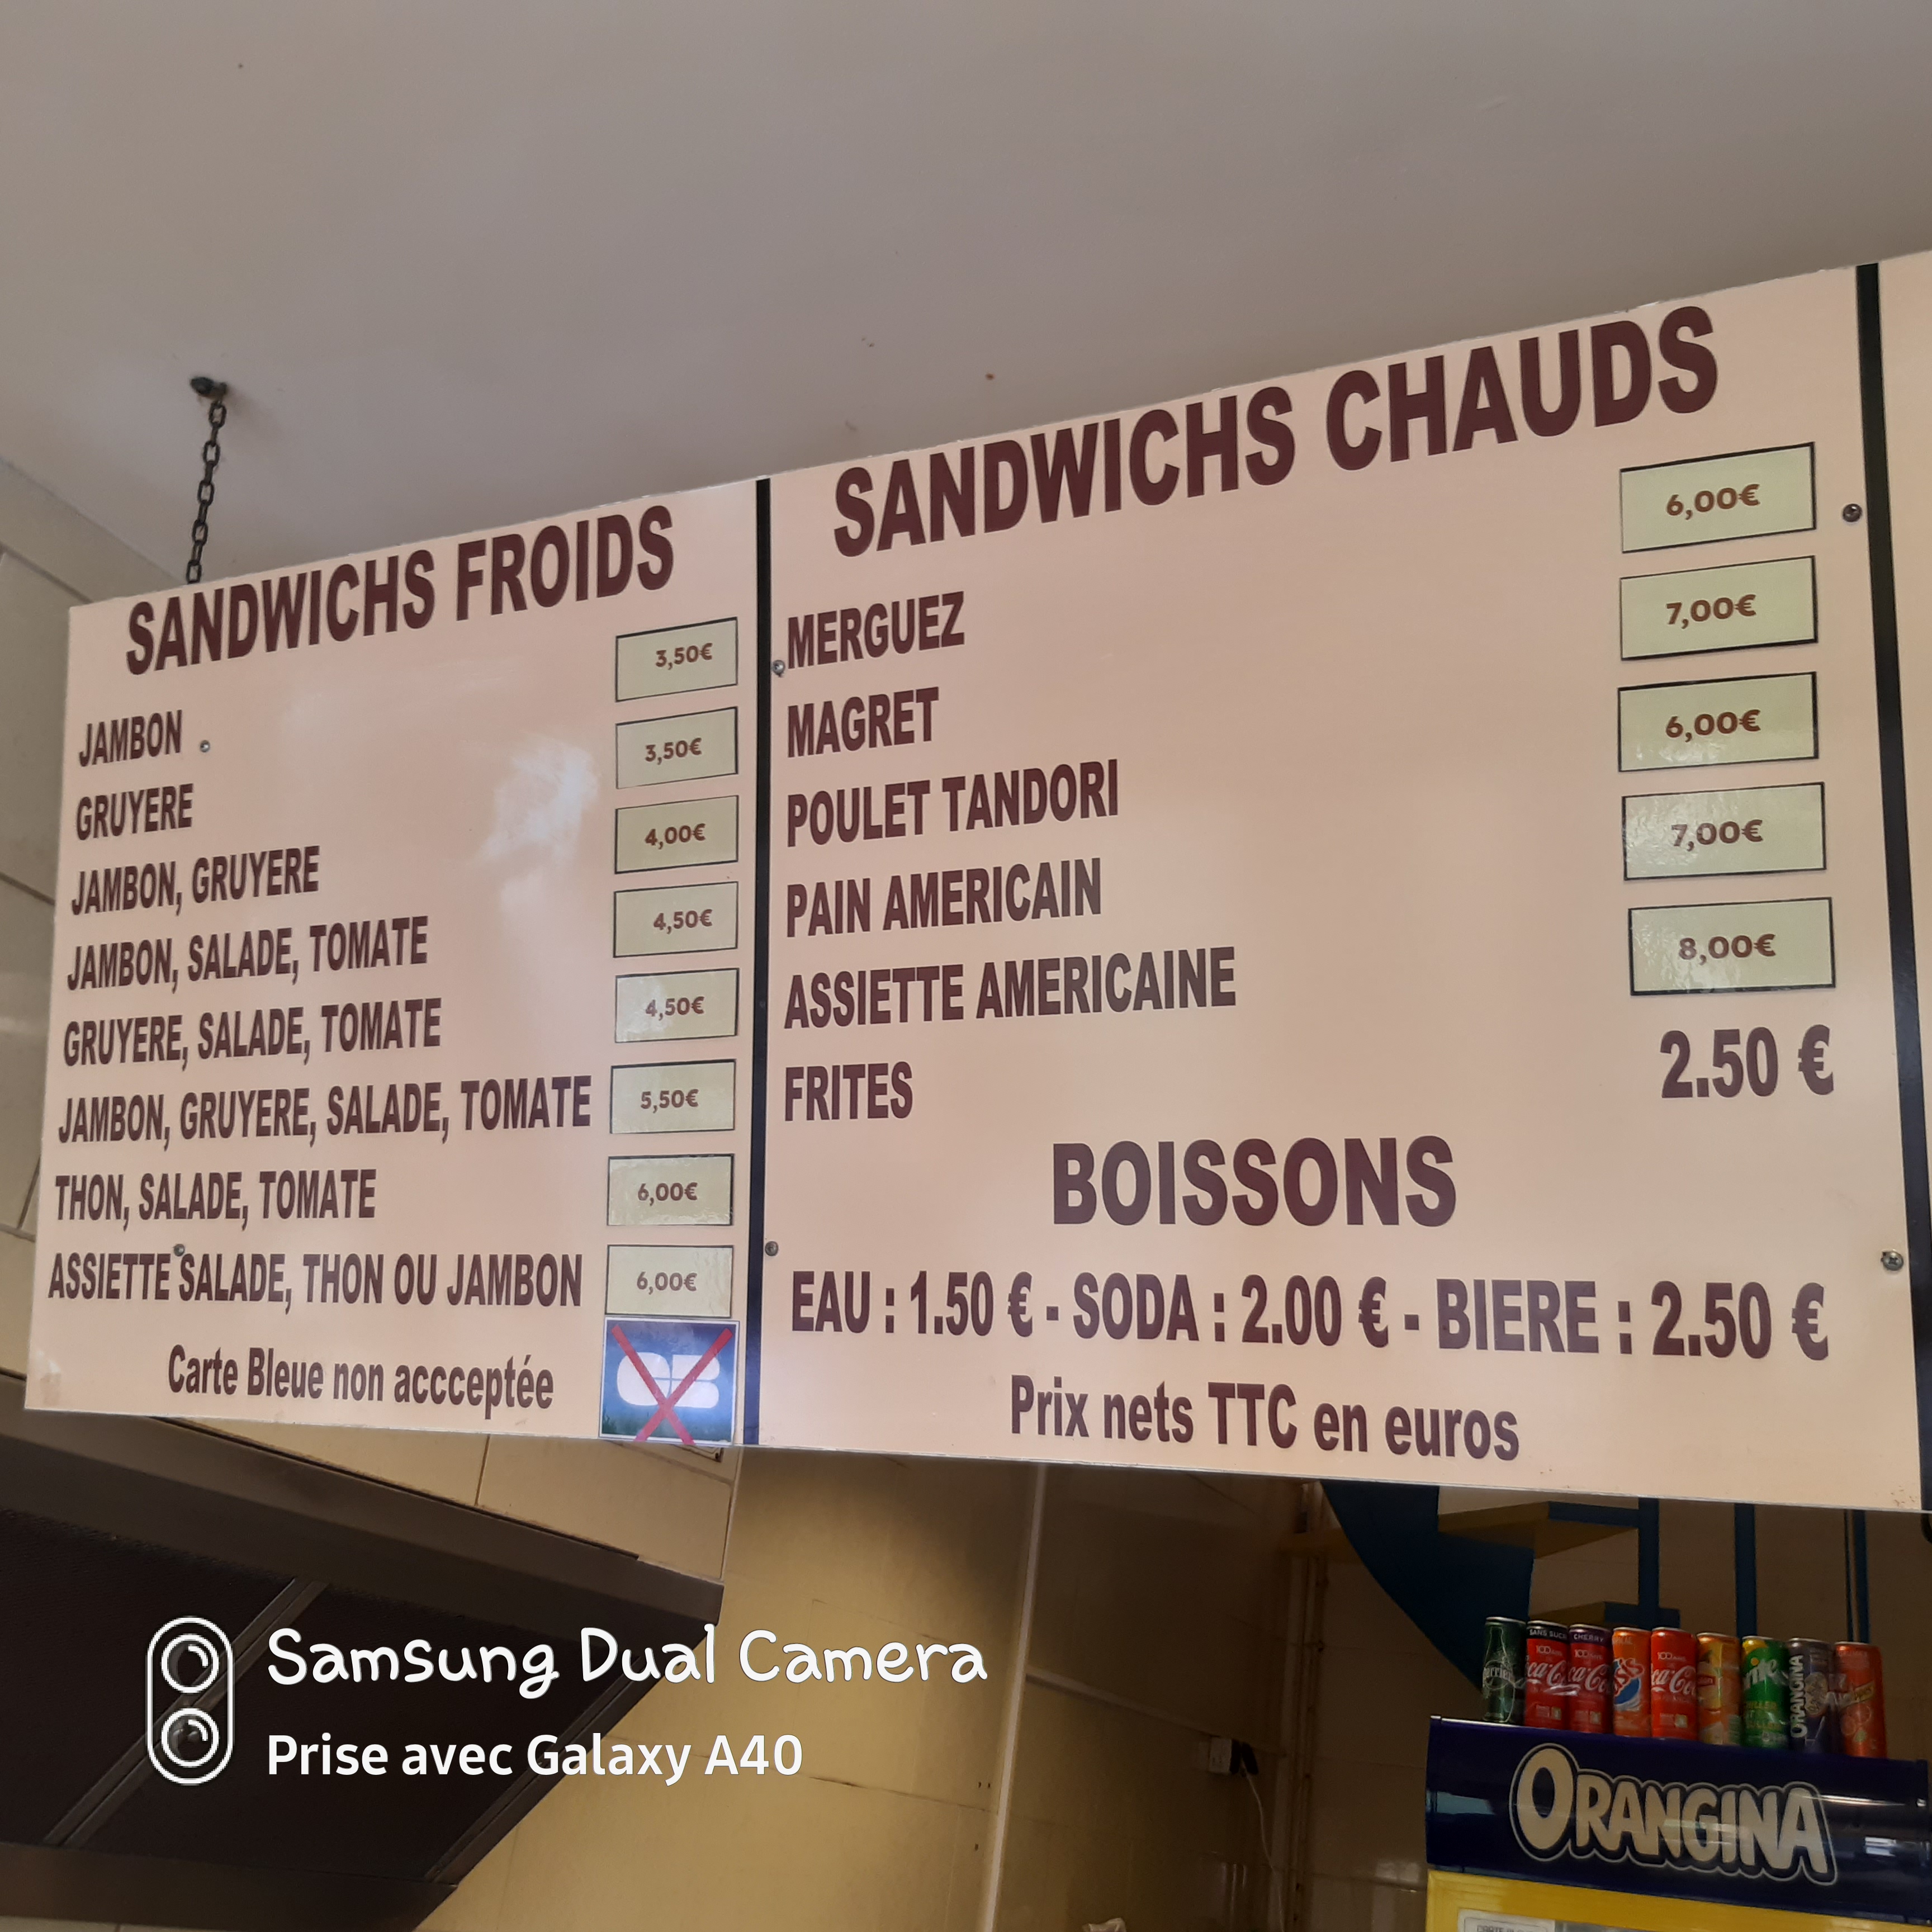 SANDWICHS FROIDS
JAMBON 3,50€
GRUYERE 3,50€
JAMBON, GRUYERE 4,00€
JAMBON, SALADE, TOMATE 4,50€
GRUYERE, SALADE, TOMATE 4,50€
JAMBON, GRUYERE, SALADE, TOMATE 5,50€
THON, SALADE, TOMATE 6,00€
ASSIETTE SALADE, THON OU JAMBON 6,00€
Carte Bleue non accceptée
CB
SANDWICHS CHAUDS
MERGUEZ 6,00€
MAGRET 7,00€
POULET TANDORI 6,00€
PAIN AMERICAIN 7,00€
ASSIETTE AMERICAINE 8,00€
FRITES 2.50 €
BOISSONS
EAU : 1.50 € - SODA : 2.00 € - BIERE : 2.50 €
Prix nets TTC en euros
Coca-Cola
ORANGINA
ORANGINA
Samsung Dual Camera
Prise avec Galaxy A40